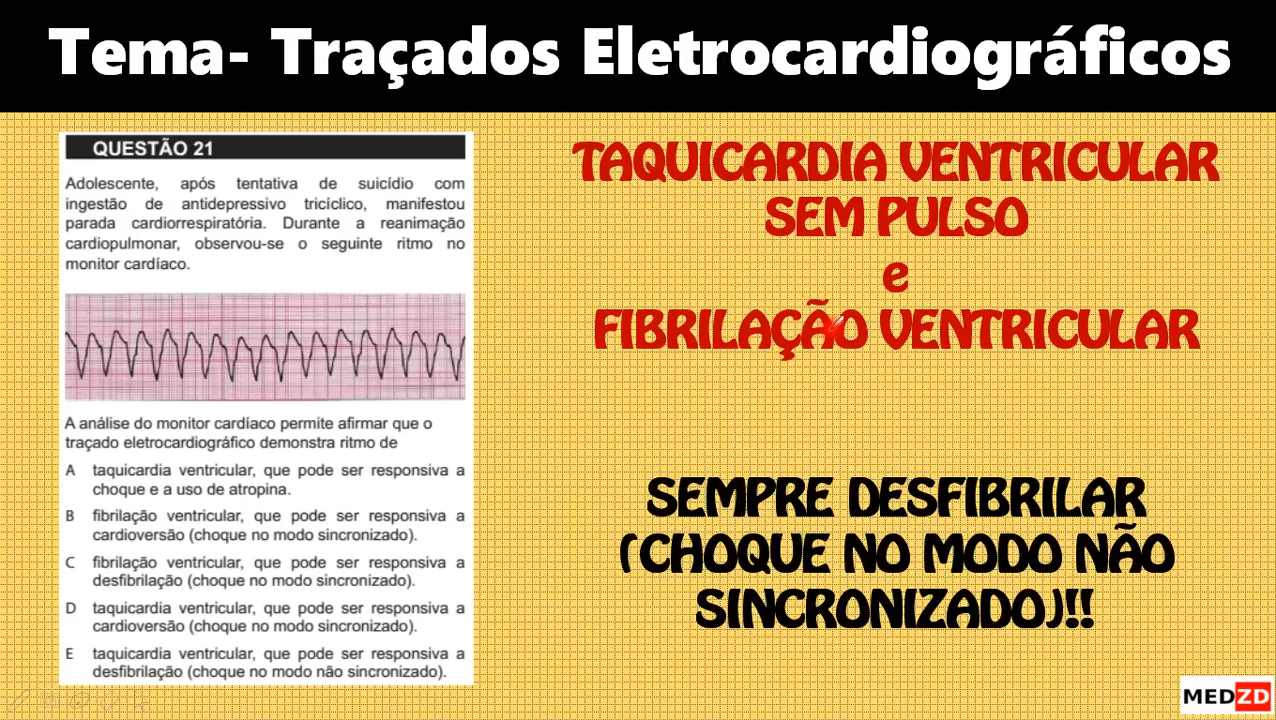 Tema- Traçados Eletrocardiográficos
QUESTÃO 21
Adolescente, após tentativa de suicídio com
ingestão de antidepressivo tricíclico, manifestou
parada cardiorrespiratória. Durante a reanimação
cardiopulmonar, observou-se o seguinte ritmo no
monitor cardíaco.
A análise do monitor cardíaco permite afirmar que o
traçado eletrocardiográfico demonstra ritmo de
A taquicardia ventricular, que pode ser responsiva a
choque e a uso de atropina.
B fibrilação ventricular, que pode ser responsiva a
cardioversão (choque no modo sincronizado).
C fibrilação ventricular, que pode ser responsiva a
desfibrilação (choque no modo sincronizado).
D taquicardia ventricular, que pode ser responsiva a
cardioversão (choque no modo sincronizado).
E taquicardia ventricular, que pode ser responsiva a
desfibrilação (choque no modo não sincronizado).
TAQUICARDIA VENTRICULAR
SEM PULSO
e
FIBRILAÇÃO VENTRICULAR
SEMPRE DESFIBRILAR
(CHOQUE NO MODO NÃO
SINCRONIZADO)!!
MEDZD